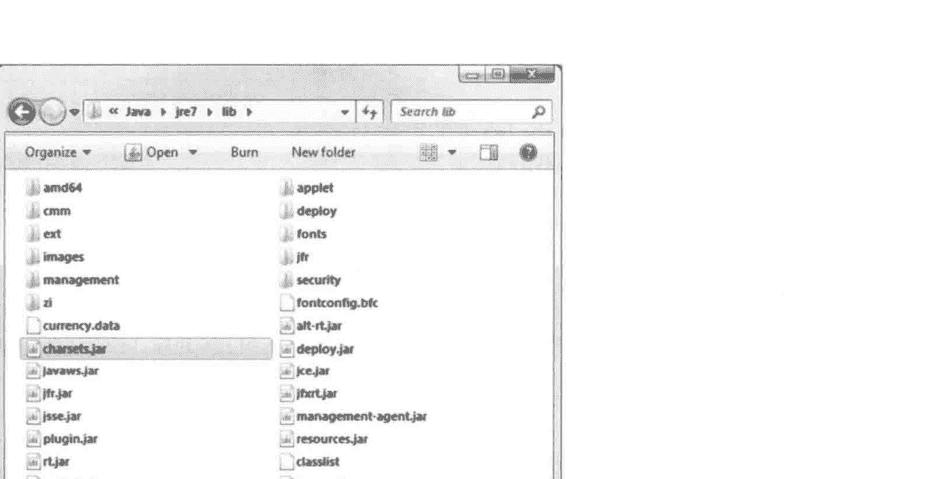 « Java ▸ jre7 ▸ lib ▸ Search lib
Organize Open Burn New folder
amd64 applet
cmm deploy
ext fonts
images jfr
management security
zi fontconfig.bfc
currency.data alt-rt.jar
charsets.jar deploy.jar
javaws.jar jce.jar
jfr.jar jfxrt.jar
jsse.jar management-agent.jar
plugin.jar resources.jar
rt.jar classlist